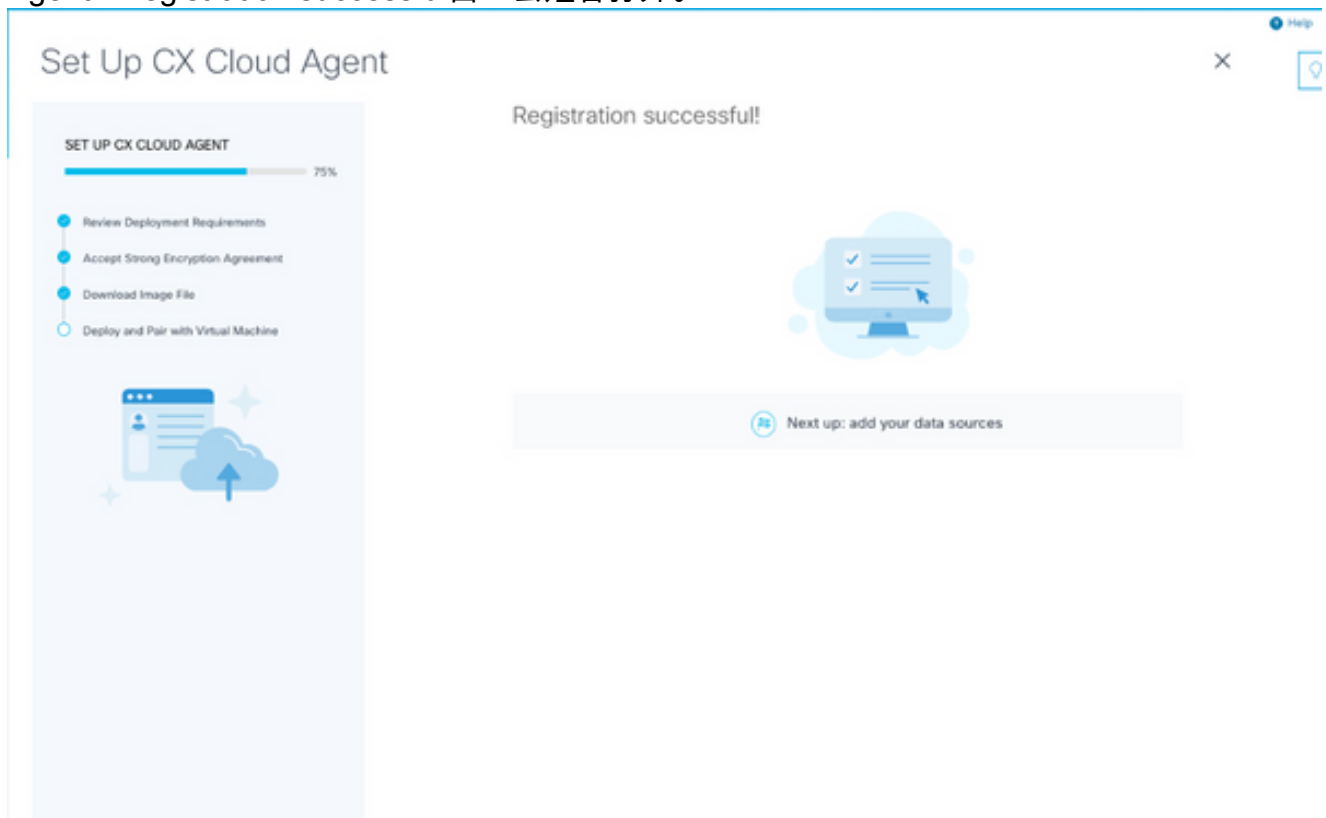 Help
Set Up CX Cloud Agent
Registration successful!
SET UP CX CLOUD AGENT
75%
Review Deployment Requirements
Accept Strong Encryption Agreement
Download Image File
Deploy and Pair with Virtual Machine
Next up: add your data sources